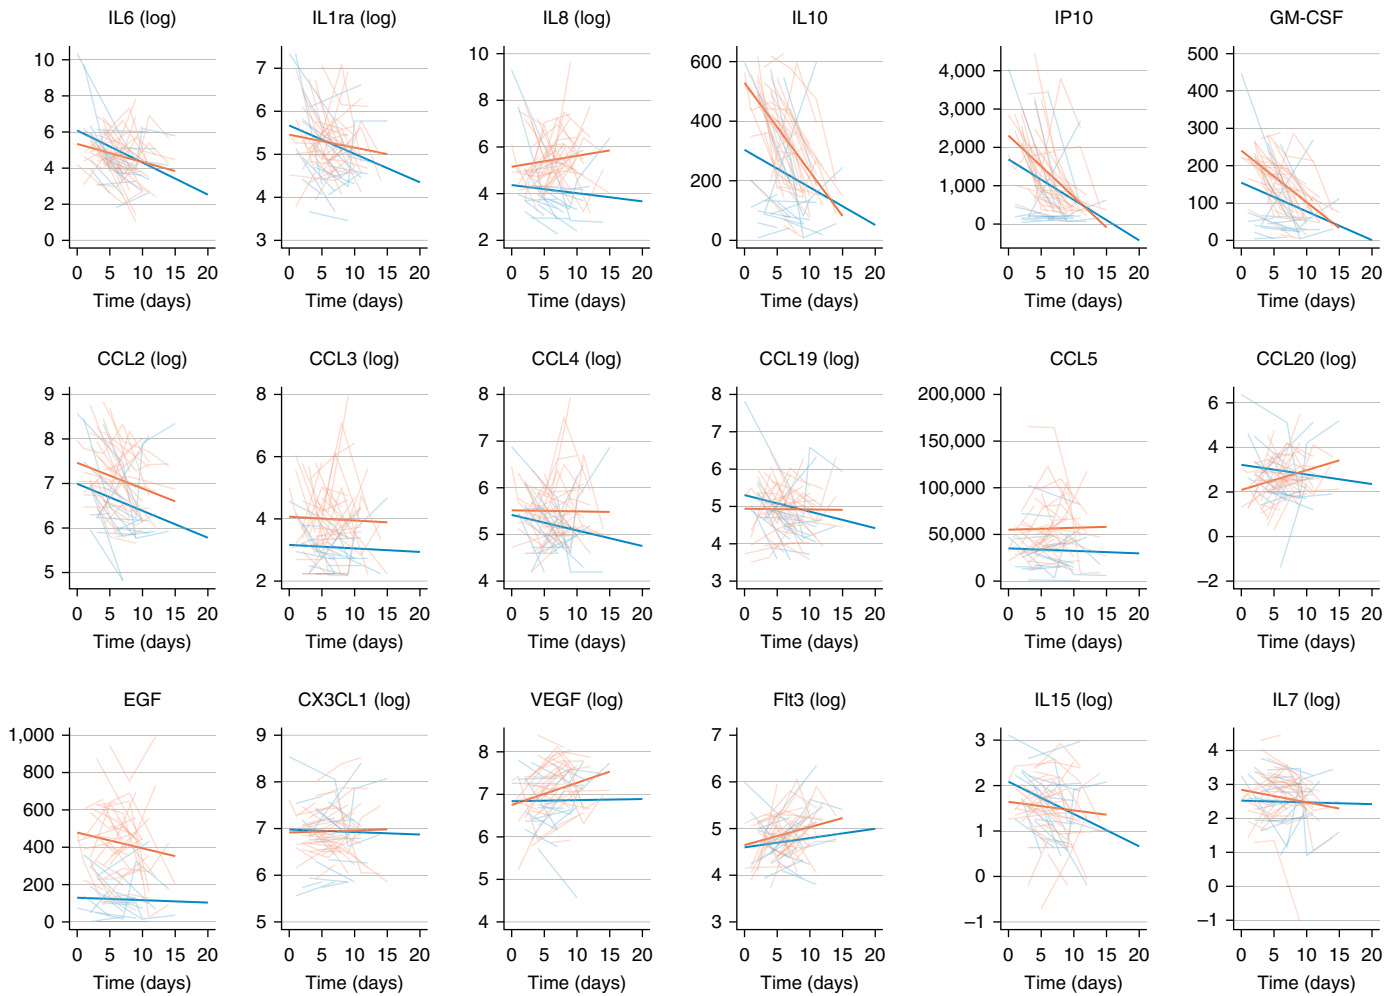 IL6 (log) IL1ra (log) IL8 (log) IL10 IP10 GM-CSF
10 7 10 600 4,000 500
8 6 8 400 3,000 400
6 5 6 200 2,000 300
4 4 4 0 1,000 200
2 3 2 0 100
0 0
0 5 10 15 20 0 5 10 15 20 0 5 10 15 20 0 5 10 15 20 0 5 10 15 20 0 5 10 15 20
Time (days) Time (days) Time (days) Time (days) Time (days) Time (days)
CCL2 (log) CCL3 (log) CCL4 (log) CCL19 (log) CCL5 CCL20 (log)
9 8 8 8 200,000 6
8 6 7 7 150,000 4
7 4 6 6 100,000 2
6 2 5 5 50,000 0
5 4 4 0 –2
3
0 5 10 15 20 0 5 10 15 20 0 5 10 15 20 0 5 10 15 20 0 5 10 15 20 0 5 10 15 20
Time (days) Time (days) Time (days) Time (days) Time (days) Time (days)
EGF CX3CL1 (log) VEGF (log) Flt3 (log) IL15 (log) IL7 (log)
1,000 9 8 7 3 4
800 8 7 6 2 3
600 7 6 5 1 2
400 6 5 4 0 1
200 5 4 3 –1 0
0 –1
0 5 10 15 20 0 5 10 15 20 0 5 10 15 20 0 5 10 15 20 0 5 10 15 20 0 5 10 15 20
Time (days) Time (days) Time (days) Time (days) Time (days) Time (days)